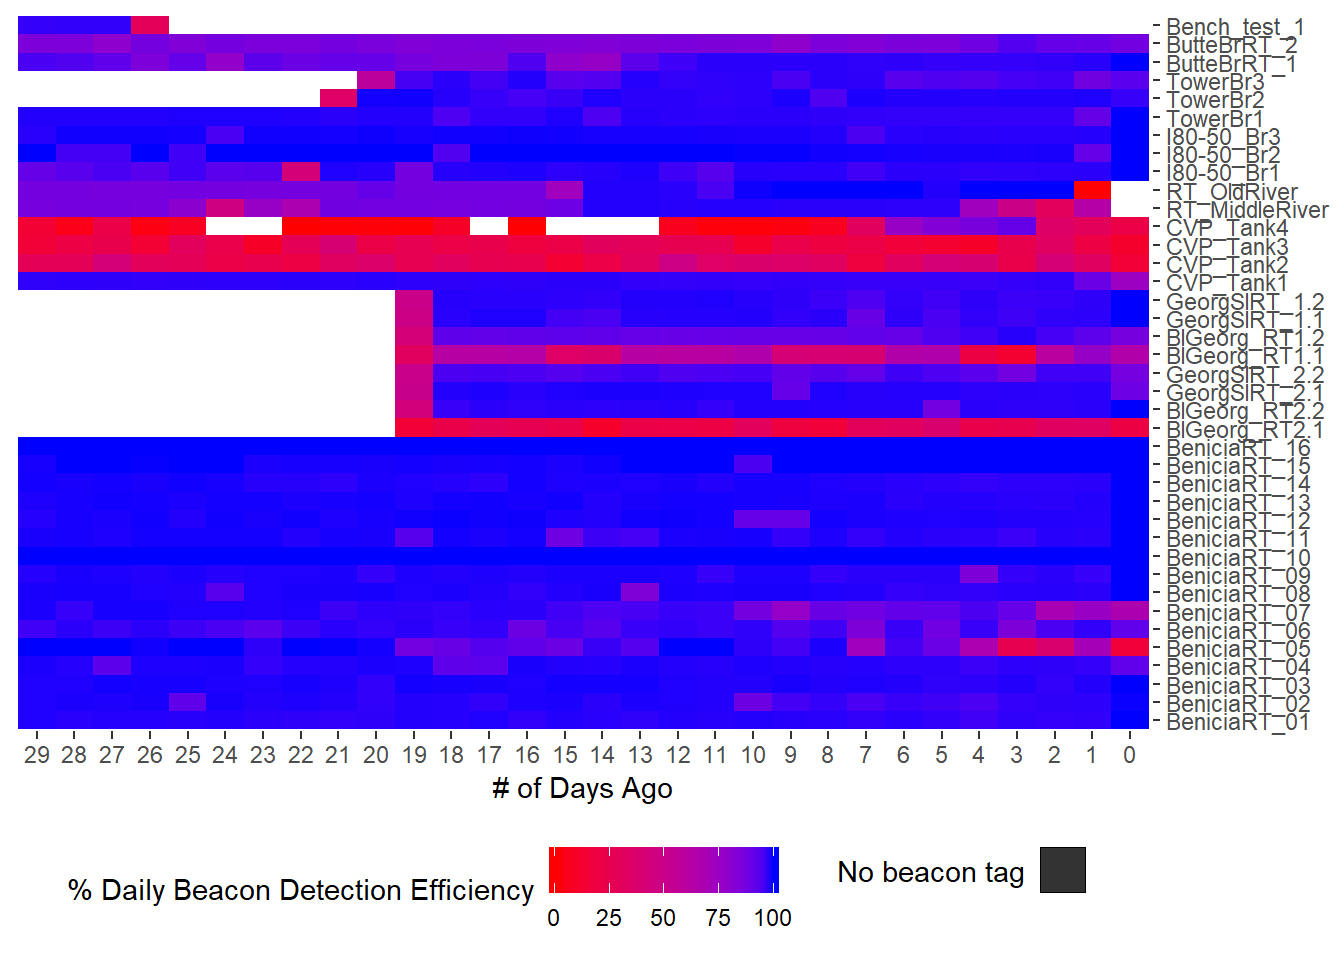 Bench_test_1
ButteBrRT_2
ButteBrRT_1
TowerBr3
TowerBr2
TowerBr1
I80-50_Br3
I80-50_Br2
I80-50_Br1
RT_OldRiver
RT_MiddleRiver
CVP_Tank4
CVP_Tank3
CVP_Tank2
CVP_Tank1
GeorgSlRT_1.2
GeorgSlRT_1.1
BlGeorg_RT1.2
BlGeorg_RT1.1
GeorgSlRT_2.2
GeorgSlRT_2.1
BlGeorg_RT2.2
BlGeorg_RT2.1
BeniciaRT_16
BeniciaRT_15
BeniciaRT_14
BeniciaRT_13
BeniciaRT_12
BeniciaRT_11
BeniciaRT_10
BeniciaRT_09
BeniciaRT_08
BeniciaRT_07
BeniciaRT_06
BeniciaRT_05
BeniciaRT_04
BeniciaRT_03
BeniciaRT_02
BeniciaRT_01
29 28 27 26 25 24 23 22 21 20 19 18 17 16 15 14 13 12 11 10 9 8 7 6 5 4 3 2 1 0
# of Days Ago
% Daily Beacon Detection Efficiency
0 25 50 75 100
No beacon tag